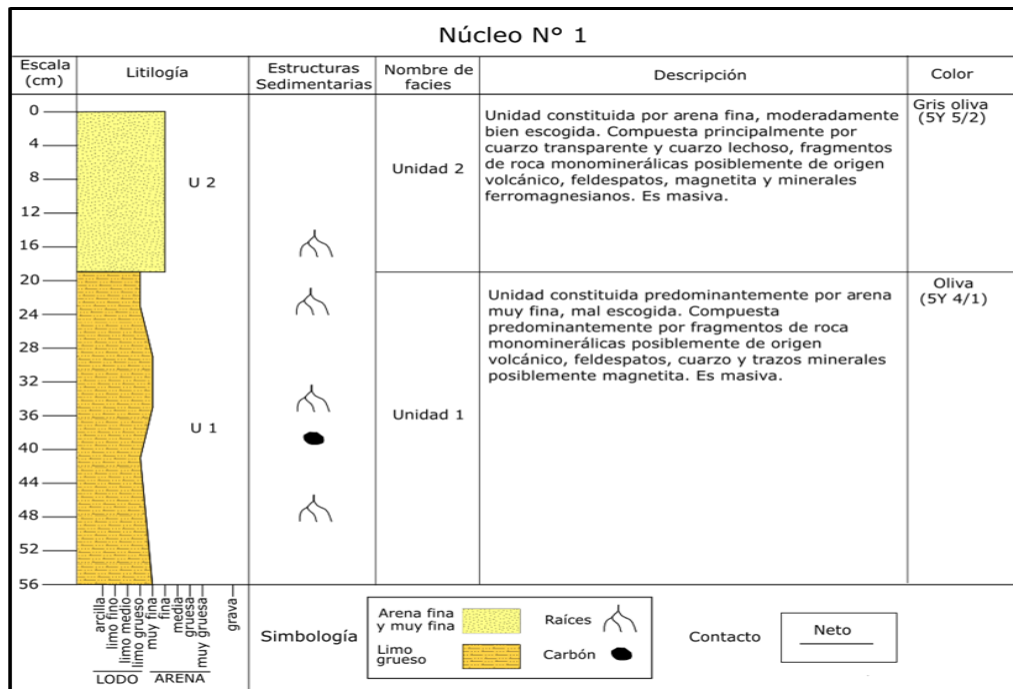 Núcleo N° 1
Escala
(cm)
Litilogía
Estructuras
Sedimentarias
Nombre de
facies
Descripción
Color
0
4
8
12
16
20
24
28
32
36
40
44
48
52
56
U 2
U 1
Unidad 2
Unidad constituida por arena fina, moderadamente
bien escogida. Compuesta principalmente por
cuarzo transparente y cuarzo lechoso, fragmentos
de roca monominerálicas posiblemente de origen
volcánico, feldespatos, magnetita y minerales
ferromagnesianos. Es masiva.
Gris oliva
(5Y 5/2)
Unidad 1
Unidad constituida predominantemente por arena
muy fina, mal escogida. Compuesta
predominantemente por fragmentos de roca
monominerálicas posiblemente de origen
volcánico, feldespatos, cuarzo y trazos minerales
posiblemente magnetita. Es masiva.
Oliva
(5Y 4/1)
arcilla
limo fino
limo medio
limo grueso
muy fina
fina
media
gruesa
muy gruesa
grava
LODO
ARENA
Simbología
Arena fina
y muy fina
Raíces
Limo
grueso
Carbón
Contacto
Neto